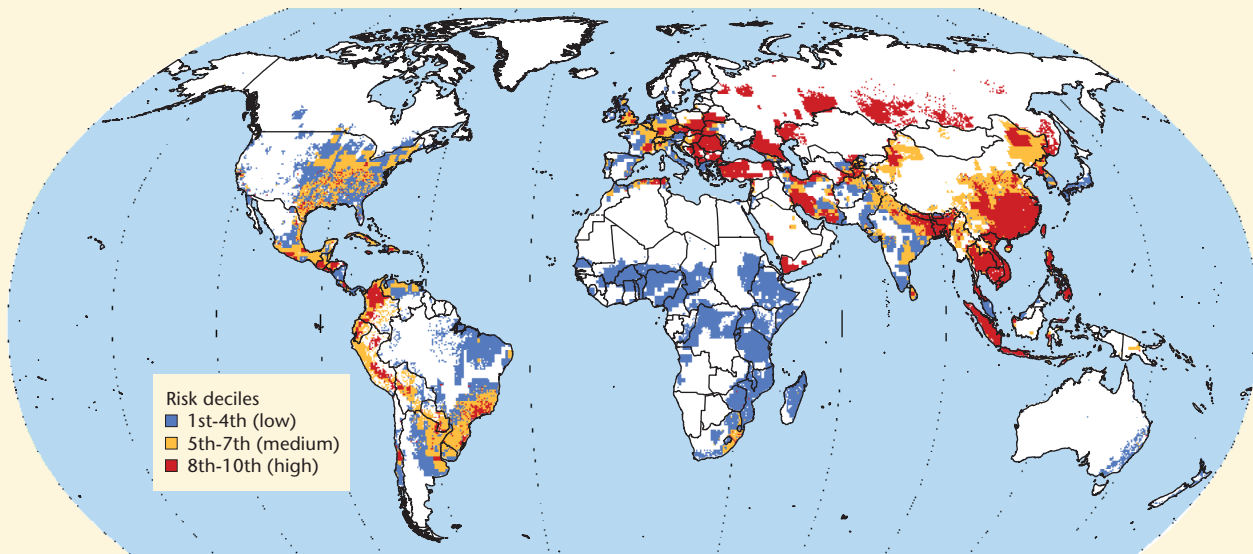 Risk deciles
1st-4th (low)
5th-7th (medium)
8th-10th (high)